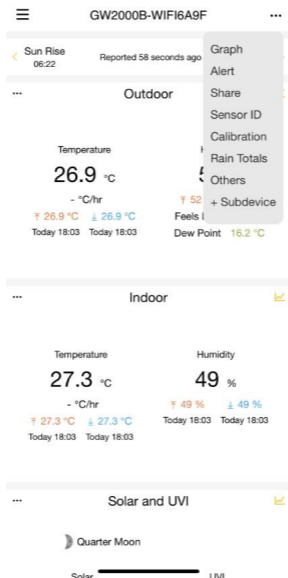 GW2000B-WIFI6A9F
Sun Rise
06:22
Reported 58 seconds ago
Graph
Alert
Share
Sensor ID
Calibration
Rain Totals
Others
+ Subdevice
Outdoor
Temperature
26.9 °C
- °C/hr
26.9 °C 26.9 °C
52
Today 18:03 Today 18:03
Feels
Dew Point 16.2 °C
Indoor
Temperature Humidity
27.3 °C 49 %
- °C/hr 49 % 49 %
27.3 °C 27.3 °C Today 18:03 Today 18:03
Today 18:03 Today 18:03
Solar and UVI
Quarter Moon
Solar UVI